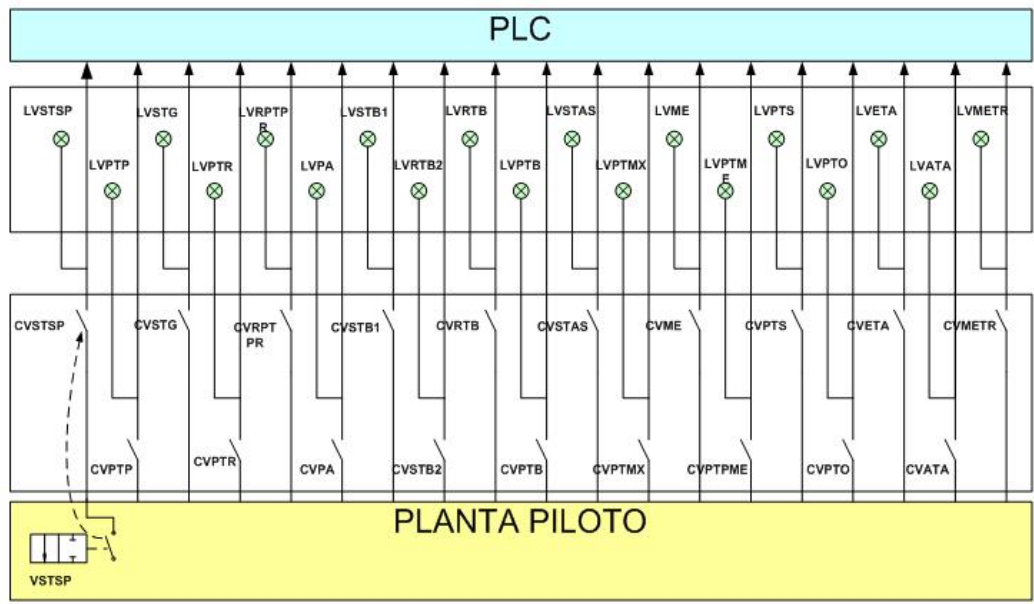 PLC
LVSTSP
LVSTG
LVRPTP
R
LVSTB1
LVRTB
LVSTAS
LVME
LVPTS
LVETA
LVMETR
LVPTP
LVPTR
LVPA
LVRTB2
LVPTB
LVPTMX
LVPTM
E
LVPTO
LVATA
CVSTSP
CVSTG
CVRPT
PR
CVSTB1
CVRTB
CVSTAS
CVME
CVPTS
CVETA
CVMETR
CVPTP
CVPTR
CVPA
CVSTB2
CVPTB
CVPTMX
CVPTPME
CVPTO
CVATA
PLANTA PILOTO
VSTSP